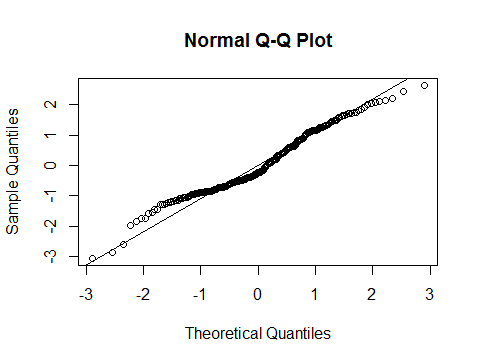 Normal Q-Q Plot
Sample Quantiles
2
1
0
-1
-2
-3
-3 -2 -1 0 1 2 3
Theoretical Quantiles